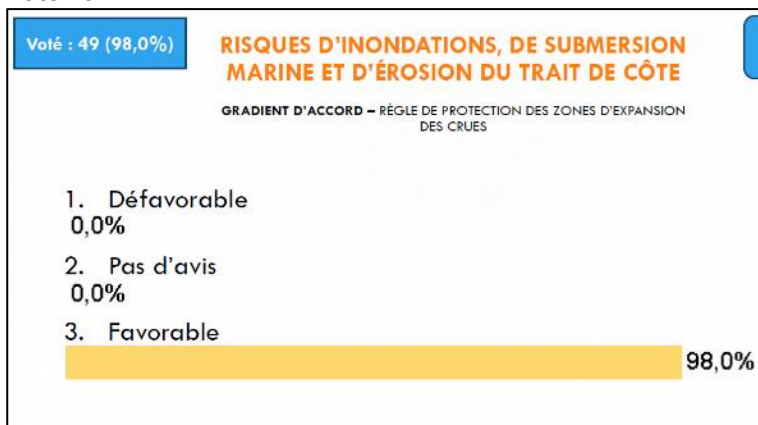 Voté : 49 (98,0%)
RISQUES D'INONDATIONS, DE SUBMERSION
MARINE ET D'ÉROSION DU TRAIT DE CÔTE
GRADIENT D'ACCORD – RÈGLE DE PROTECTION DES ZONES D'EXPANSION
DES CRUES
1. Défavorable
0,0%
2. Pas d'avis
0,0%
3. Favorable
98,0%